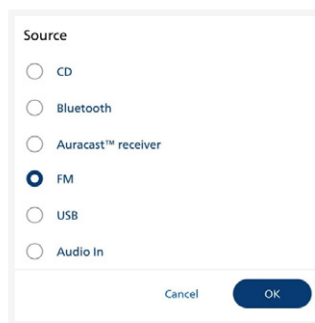 Source
CD
Bluetooth
Auracast™ receiver
FM
USB
Audio In
Cancel
OK